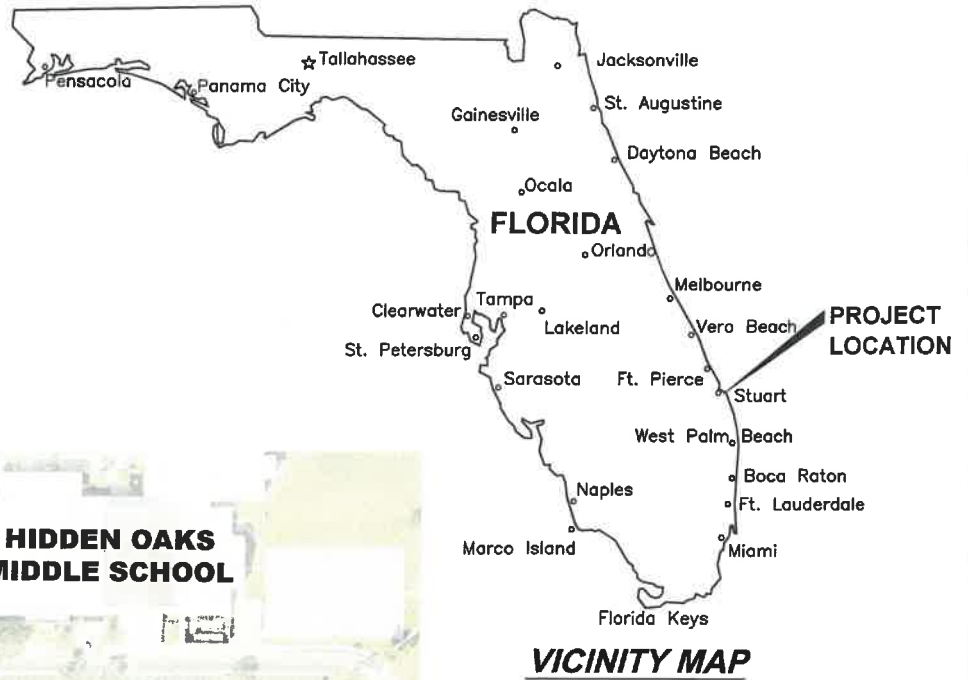 Tallahassee
Jacksonville
Pensacola
Panama City
St. Augustine
Gainesville
Daytona Beach
Ocala
FLORIDA
Orlando
Melbourne
Clearwater
Tampa
Lakeland
Vero Beach
PROJECT
LOCATION
St. Petersburg
Sarasota
Ft. Pierce
Stuart
West Palm Beach
Boca Raton
Naples
Ft. Lauderdale
Marco Island
Miami
Florida Keys
HIDDEN OAKS
MIDDLE SCHOOL
VICINITY MAP